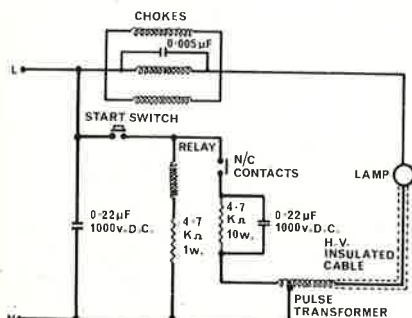 CHOKES
0·005µF
L
START SWITCH
RELAY
N/C
CONTACTS
LAMP
0·22µF
1000v.D.C.
4·7
KΩ
1w.
4·7
KΩ
10w.
0·22µF
1000v.D.C.
H.V.
INSULATED
CABLE
PULSE
TRANSFORMER